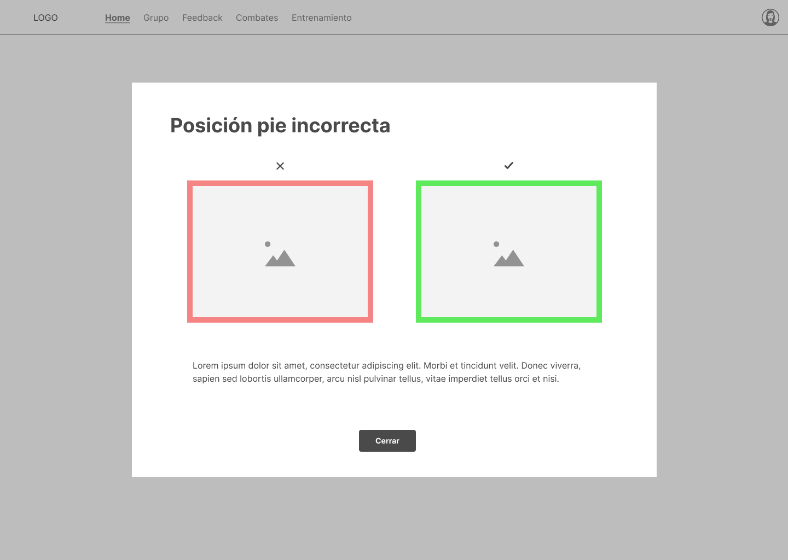 LOGO
Home
Grupo
Feedback
Combates
Entrenamiento
Posición pie incorrecta
Lorem ipsum dolor sit amet, consectetur adipiscing elit. Morbi et tincidunt velit. Donec viverra,
sapien sed lobortis ullamcorper, arcu nisl pulvinar tellus, vitae imperdiet tellus orci et nisi.
Cerrar